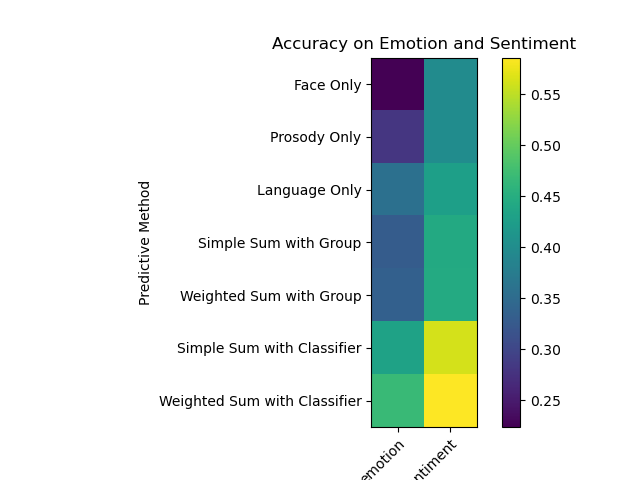 Accuracy on Emotion and Sentiment
Predictive Method
Face Only
Prosody Only
Language Only
Simple Sum with Group
Weighted Sum with Group
Simple Sum with Classifier
Weighted Sum with Classifier
emotion
ntiment
0.55
0.50
0.45
0.40
0.35
0.30
0.25